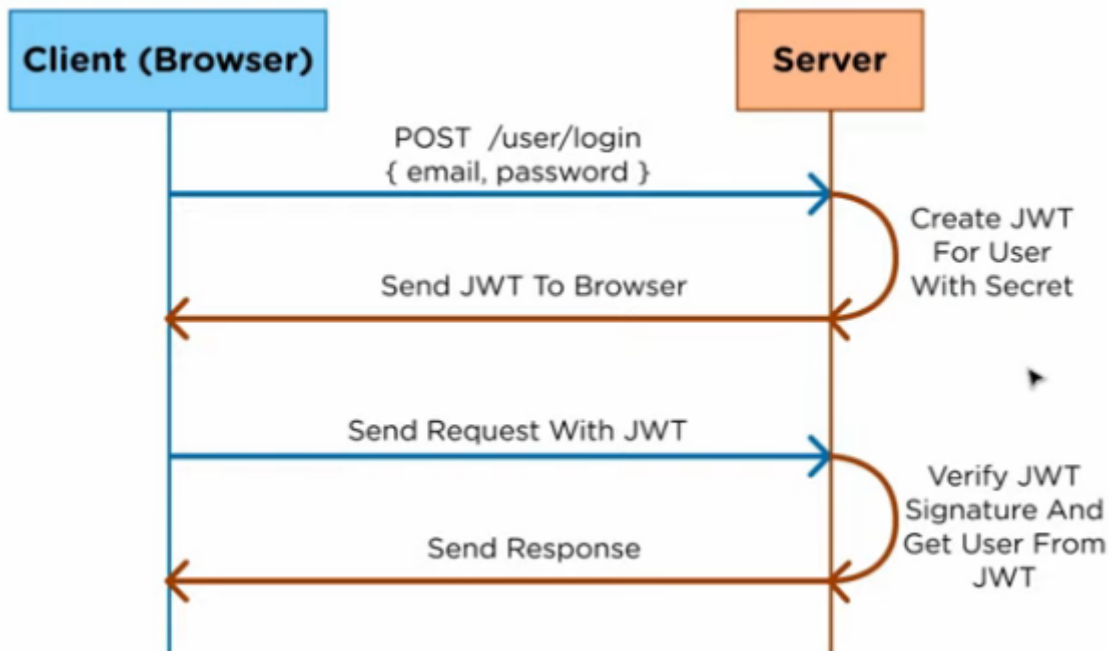 Client (Browser)
Server
POST /user/login
{ email, password }
Create JWT
For User
With Secret
Send JWT To Browser
Send Request With JWT
Verify JWT
Signature And
Get User From
JWT
Send Response